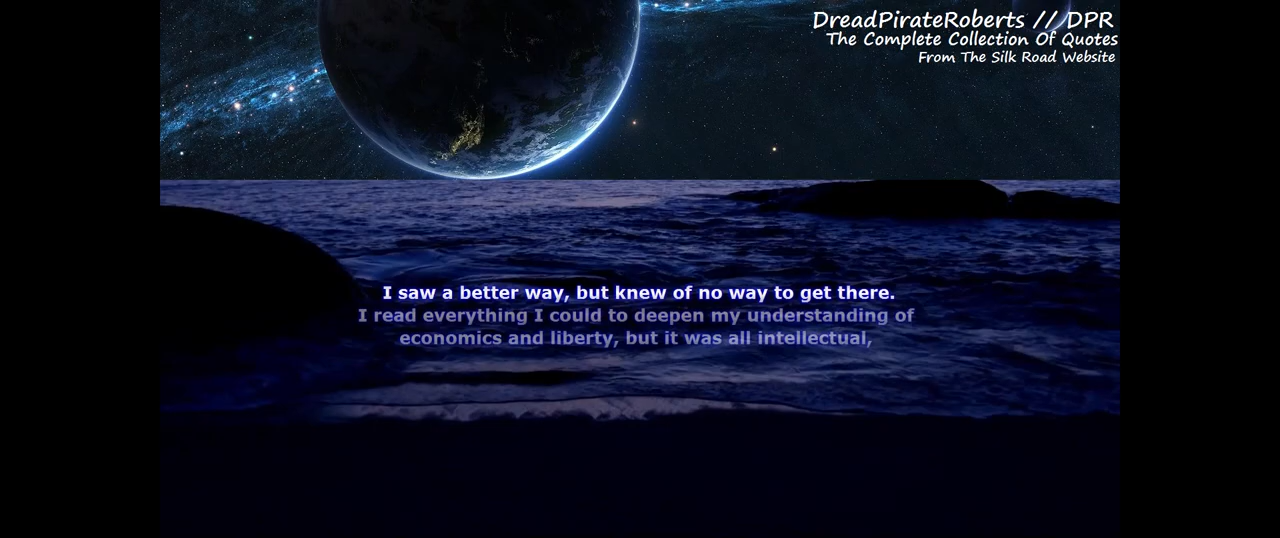 DreadPirateRoberts // DPR
The Complete Collection Of Quotes
From The Silk Road Website
I saw a better way, but knew of no way to get there.
I read everything I could to deepen my understanding of
economics and liberty, but it was all intellectual,